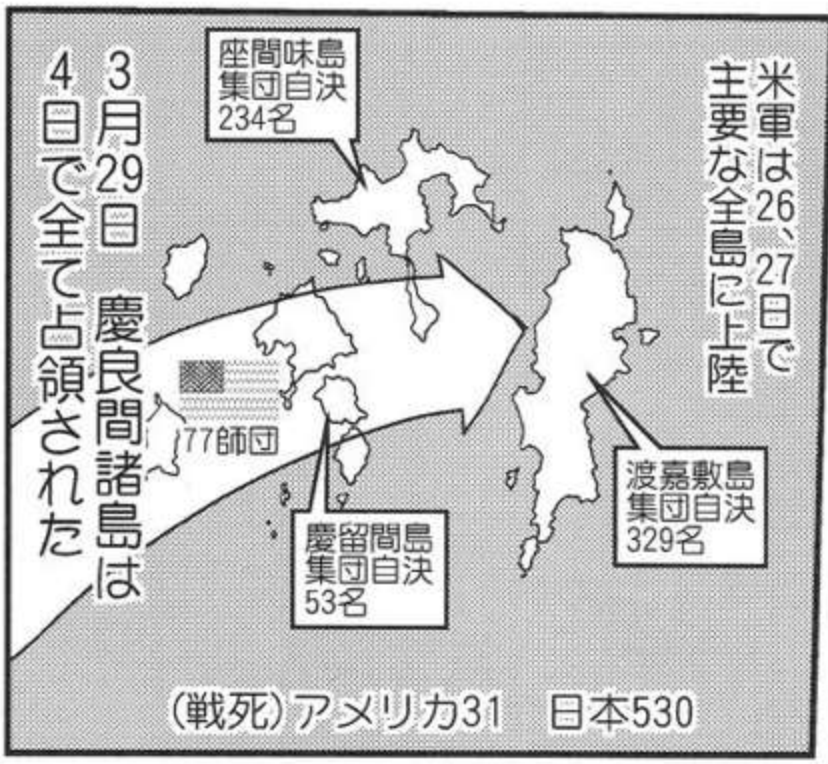 米軍は26、27日で
主要な全島に上陸
座間味島
集団自決
234名
渡嘉敷島
集団自決
329名
慶留間島
集団自決
53名
77師団
3月29日 慶良間諸島は
4日で全て占領された
(戦死)アメリカ31 日本530